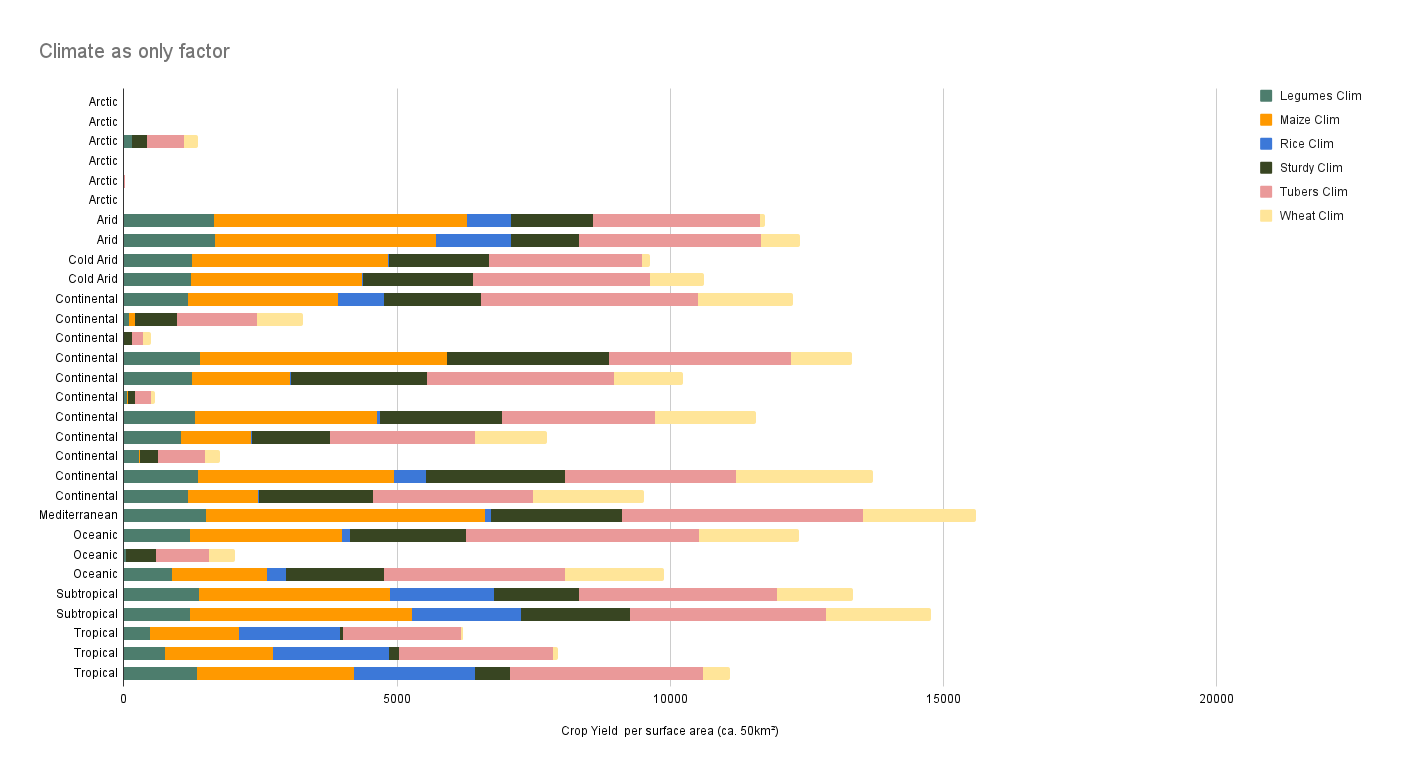 Climate as only factor
Legumes Clim
Maize Clim
Rice Clim
Sturdy Clim
Tubers Clim
Wheat Clim
Arctic
Arctic
Arctic
Arctic
Arctic
Arctic
Arid
Arid
Cold Arid
Cold Arid
Continental
Continental
Continental
Continental
Continental
Continental
Continental
Continental
Continental
Continental
Continental
Mediterranean
Oceanic
Oceanic
Oceanic
Subtropical
Subtropical
Tropical
Tropical
Tropical
0 5000 10000 15000 20000
Crop Yield per surface area (ca. 50km²)